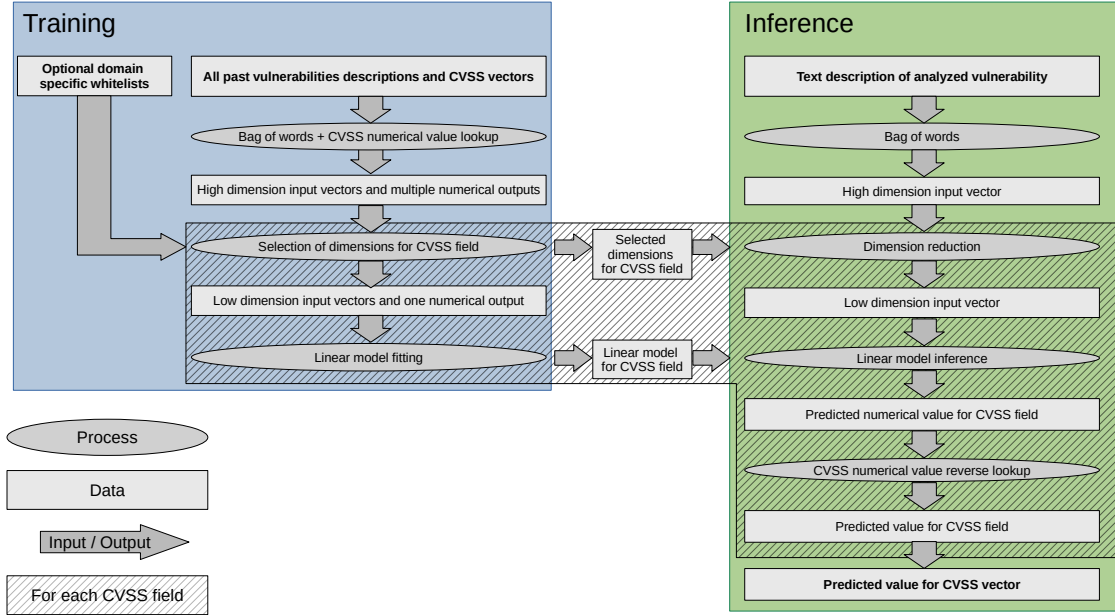 Training
Optional domain
specific whitelists
All past vulnerabilities descriptions and CVSS vectors
Bag of words + CVSS numerical value lookup
High dimension input vectors and multiple numerical outputs
Selection of dimensions for CVSS field
Low dimension input vectors and one numerical output
Linear model fitting
Selected
dimensions
for CVSS field
Linear model
for CVSS field
Inference
Text description of analyzed vulnerability
Bag of words
High dimension input vector
Dimension reduction
Low dimension input vector
Linear model inference
Predicted numerical value for CVSS field
CVSS numerical value reverse lookup
Predicted value for CVSS field
Predicted value for CVSS vector
Process
Data
Input / Output
For each CVSS field